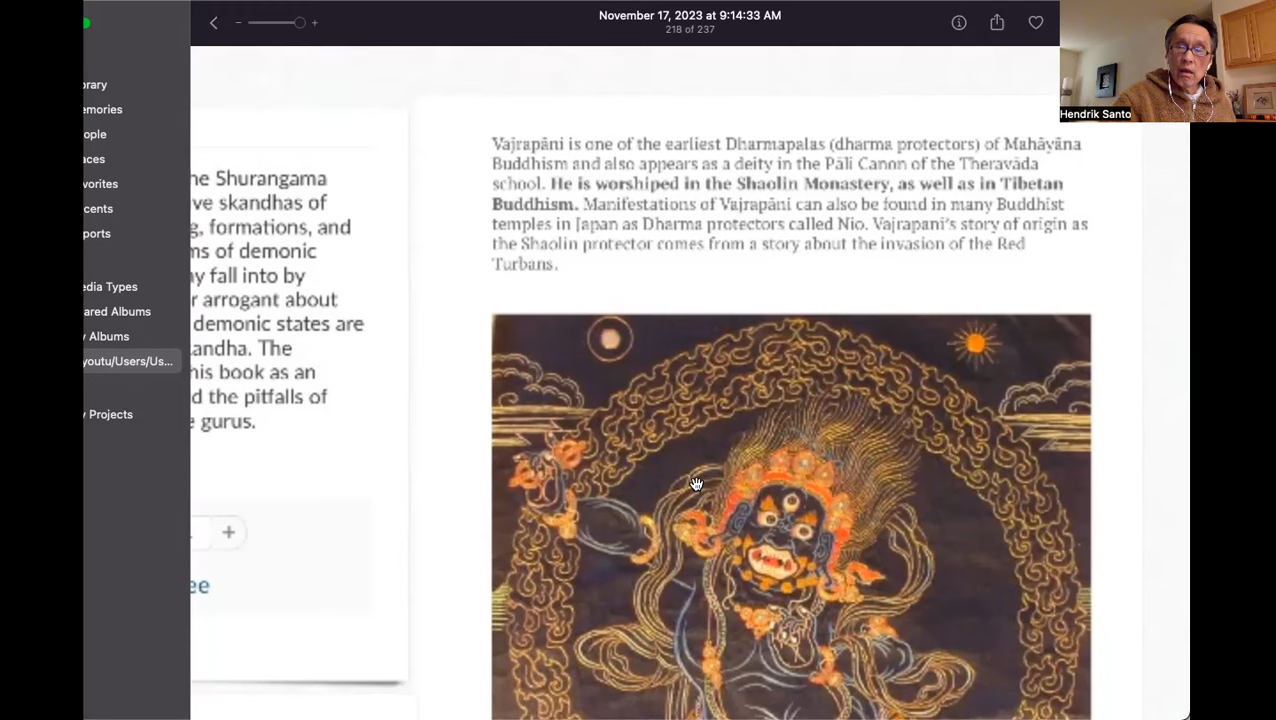 November 17, 2023 at 9:14:33 AM
218 of 237
Hendrik Santo
brary
emories
ople
aces
avorites
cents
ports
edia Types
ared Albums
y Albums
youtu/Users/Us...
y Projects
he Shurangama
ve skandhas of
g, formations, and
ms of demonic
ay fall into by
r arrogant about
demonic states are
kandha. The
his book as an
d the pitfalls of
e gurus.
+
ee
Vajrapāni is one of the earliest Dharmapalas (dharma protectors) of Mahāyāna
Buddhism and also appears as a deity in the Pāli Canon of the Theravāda
school. He is worshiped in the Shaolin Monastery, as well as in Tibetan
Buddhism. Manifestations of Vajrapāni can also be found in many Buddhist
temples in Japan as Dharma protectors called Nio. Vajrapani's story of origin as
the Shaolin protector comes from a story about the invasion of the Red
Turbans.